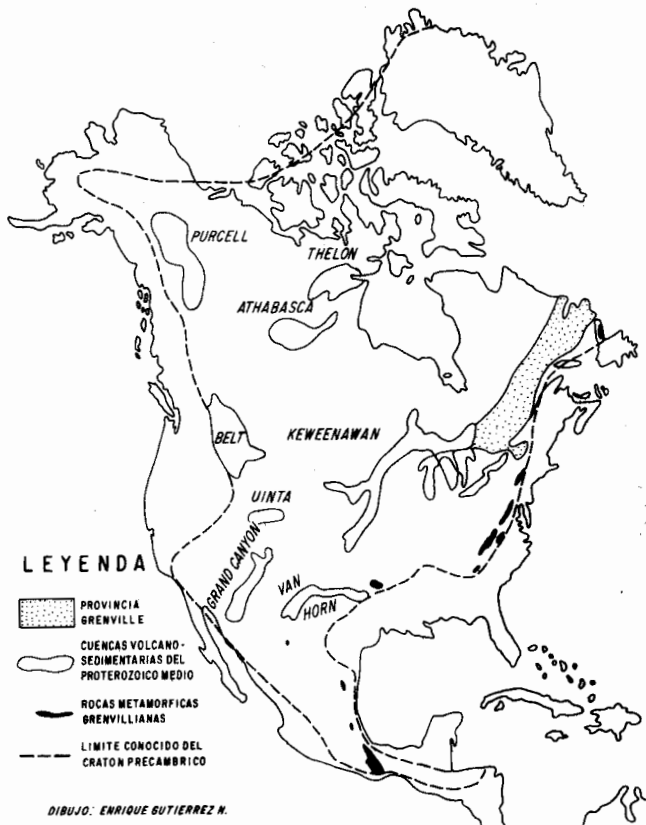 PURCELL
THELON
ATHABASCA
BELT
KEWEENAWAN
UINTA
GRAND CANYON
VAN
HORN
LEYENDA
PROVINCIA
GRENVILLE
CUENCAS VOLCANO-
SEDIMENTARIAS DEL
PROTEROZOICO MEDIO
ROCAS METAMORFICAS
GRENVILLIANAS
LIMITE CONOCIDO DEL
CRATON PRECAMBRICO
DIBUJO: ENRIQUE GUTIERREZ N.